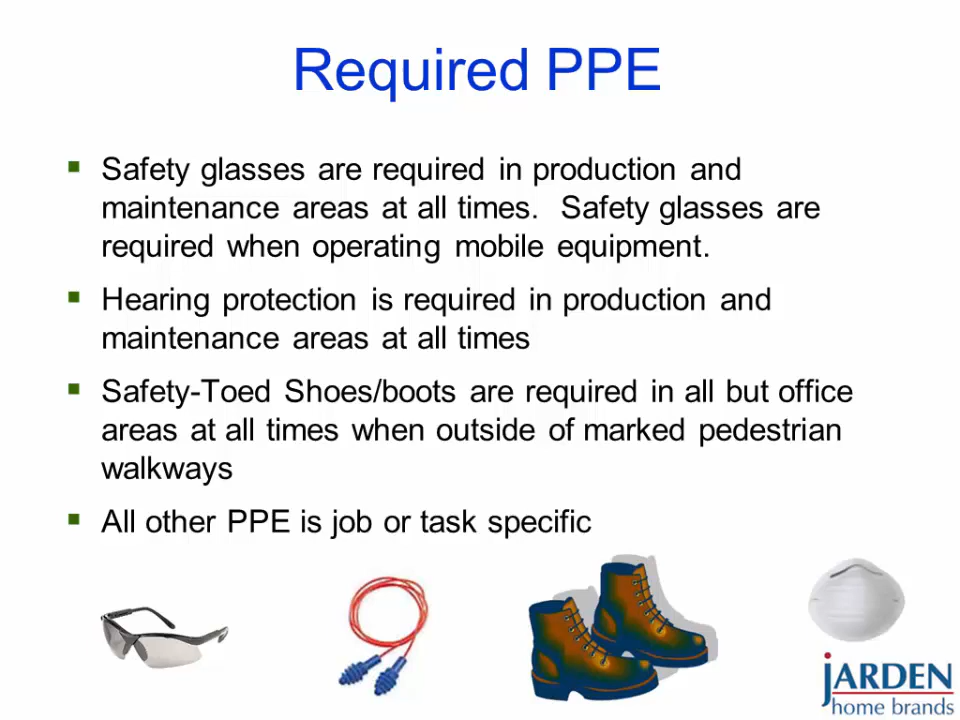 Required PPE
Safety glasses are required in production and
maintenance areas at all times.  Safety glasses are
required when operating mobile equipment.
Hearing protection is required in production and
maintenance areas at all times
Safety-Toed Shoes/boots are required in all but office
areas at all times when outside of marked pedestrian
walkways
All other PPE is job or task specific
jARDEN
home brands